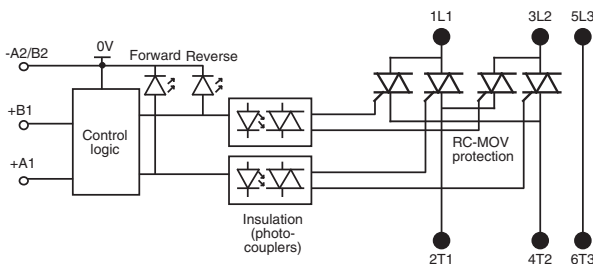 1L1
3L2
5L3
-A2/B2
0V
Forward
Reverse
+B1
Control
logic
+A1
RC-MOV
protection
Insulation
(photo-
couplers)
2T1
4T2
6T3